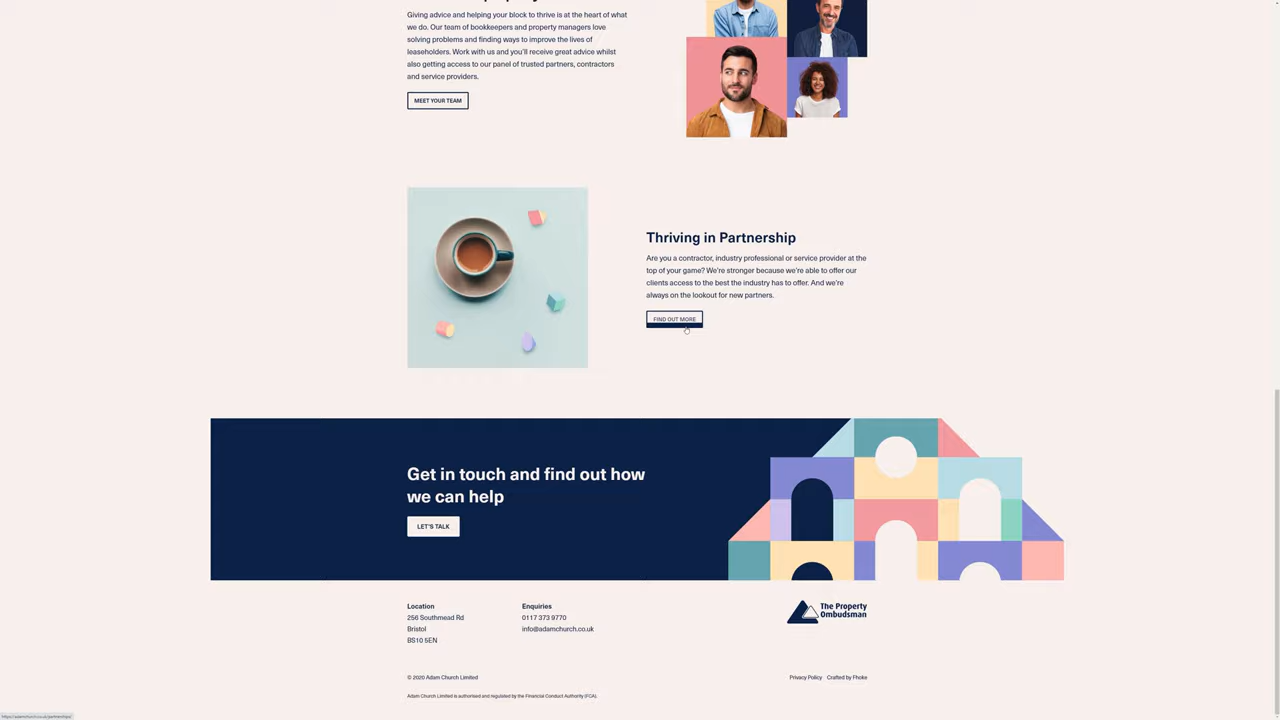 Giving advice and helping your block to thrive is at the heart of what
we do. Our team of bookkeepers and property managers love
solving problems and finding ways to improve the lives of
leaseholders. Work with us and you'll receive great advice whilst
also getting access to our panel of trusted partners, contractors
and service providers.
MEET YOUR TEAM
Thriving in Partnership
Are you a contractor, industry professional or service provider at the
top of your game? We're stronger because we're able to offer our
clients access to the best the industry has to offer. And we're
always on the lookout for new partners.
FIND OUT MORE
Get in touch and find out how
we can help
LET'S TALK
Location
256 Southmead Rd
Bristol
BS10 5EN
Enquiries
0117 373 9770
info@adamchurch.co.uk
The Property
Ombudsman
© 2020 Adam Church Limited
Privacy Policy
Crafted by Fhoke
Adam Church Limited is authorised and regulated by the Financial Conduct Authority (FCA).